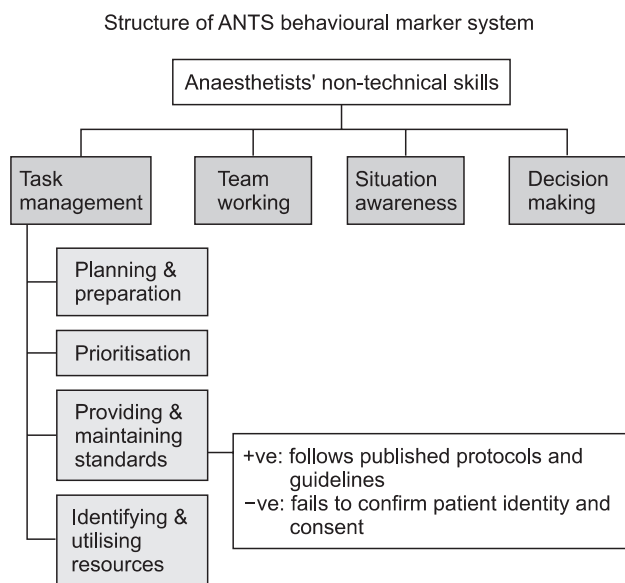 Structure of ANTS behavioural marker system
Anaesthetists' non-technical skills
Task
management
Team
working
Situation
awareness
Decision
making
Planning &
preparation
Prioritisation
Providing &
maintaining
standards
+ve: follows published protocols and
guidelines
−ve: fails to confirm patient identity and
consent
Identifying &
utilising
resources